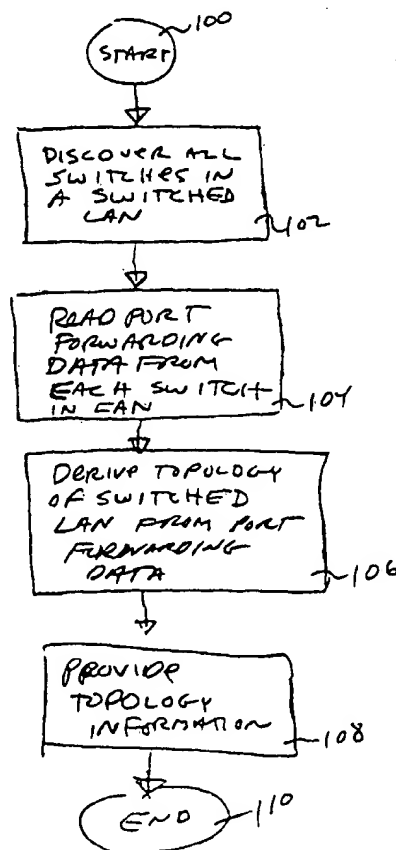 100
START
DISCOVER ALL
SWITCHES IN
A SWITCHED
LAN
102
READ PORT
FORWARDING
DATA FROM
EACH SWITCH
IN LAN
104
DERIVE TOPOLOGY
OF SWITCHED
LAN FROM PORT
FORWARDING
DATA
106
PROVIDE
TOPOLOGY
INFORMATION
108
END
110